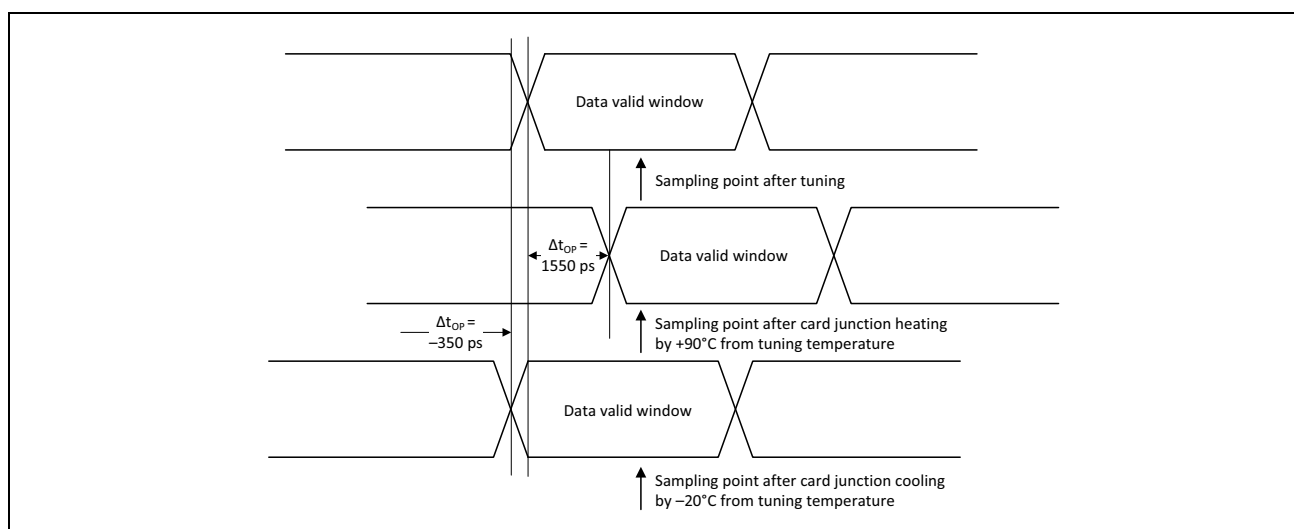 Data valid window
Sampling point after tuning
Δt_OP =
1550 ps
Data valid window
Δt_OP =
–350 ps
Sampling point after card junction heating
by +90°C from tuning temperature
Data valid window
Sampling point after card junction cooling
by –20°C from tuning temperature